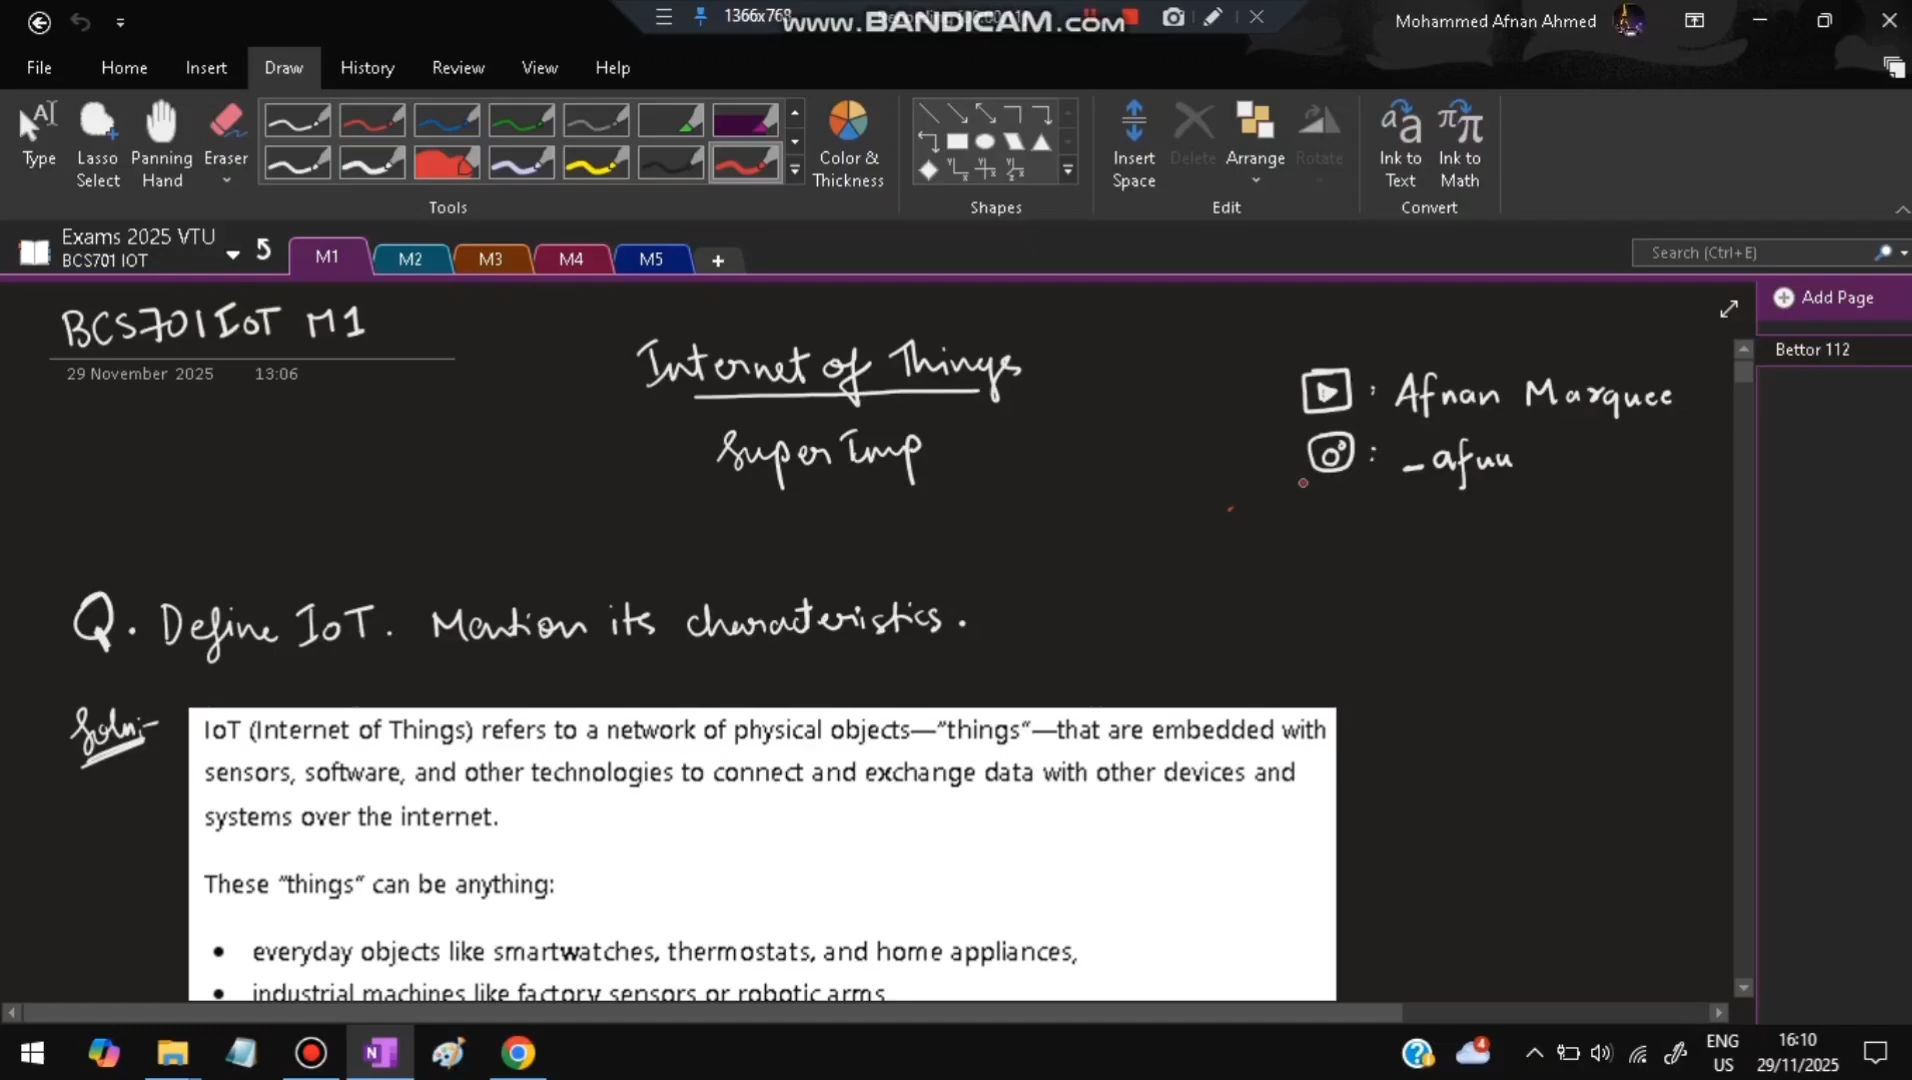 1366x768
www.BANDICAM.com
Mohammed Afnan Ahmed
File Home Insert Draw History Review View Help
Type
Lasso Select
Panning Hand
Eraser
Color & Thickness
Insert Space
Delete
Arrange
Rotate
Ink to Text
Ink to Math
Tools
Shapes
Edit
Convert
Exams 2025 VTU
BCS701 IOT
M1 M2 M3 M4 M5 +
Search (Ctrl+E)
Add Page
Bettor 112
BCS701 IoT M1
29 November 2025 13:06
Internet of Things
Super Imp
: Afnan Marquee
: _afuu
Q. Define IoT. Mention its characteristics.
Soln:-
IoT (Internet of Things) refers to a network of physical objects—"things"—that are embedded with
sensors, software, and other technologies to connect and exchange data with other devices and
systems over the internet.
These "things" can be anything:
• everyday objects like smartwatches, thermostats, and home appliances,
• industrial machines like factory sensors or robotic arms
4
ENG
US
16:10
29/11/2025